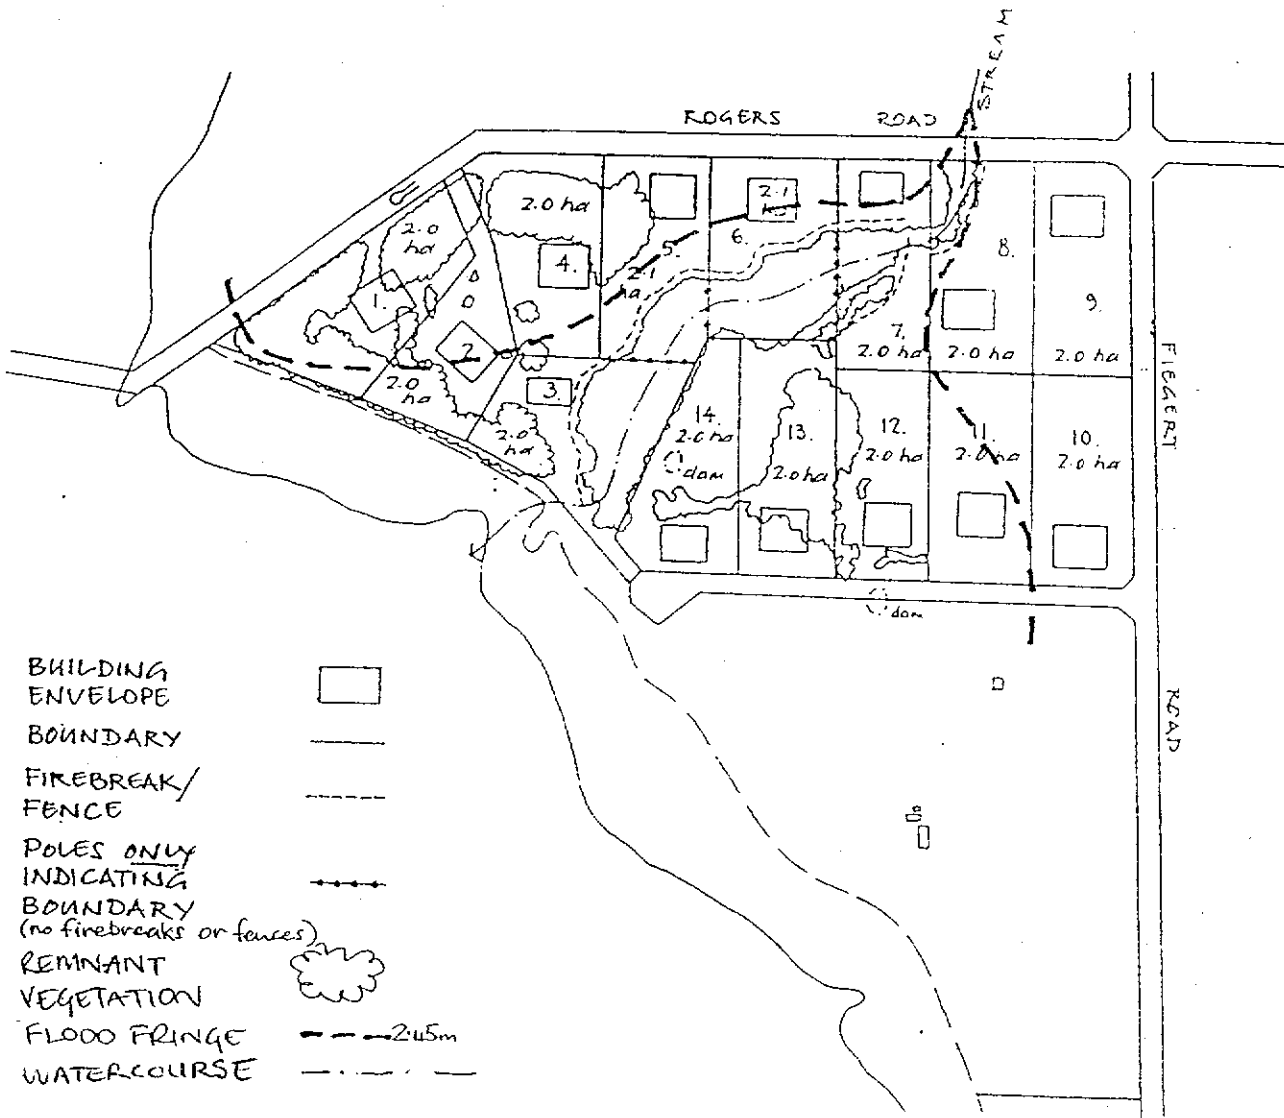 STREAM
ROGERS ROAD
2.0 ha
2.1
ha
2.0
ha
4.
5.
6.
8.
1.
2.1
ha
9.
7.
2
2.0 ha
2.0 ha
2.0 ha
FIEGERT
2.0
ha
3.
14.
2.0 ha
13.
2.0 ha
12.
2.0 ha
11.
2.0 ha
10.
2.0 ha
2.0
ha
dam
dam
ROAD
BUILDING
ENVELOPE
BOUNDARY
FIREBREAK/
FENCE
POLES ONLY
INDICATING
BOUNDARY
(no firebreaks or fences)
REMNANT
VEGETATION
FLOOD FRINGE 2.45m
WATERCOURSE